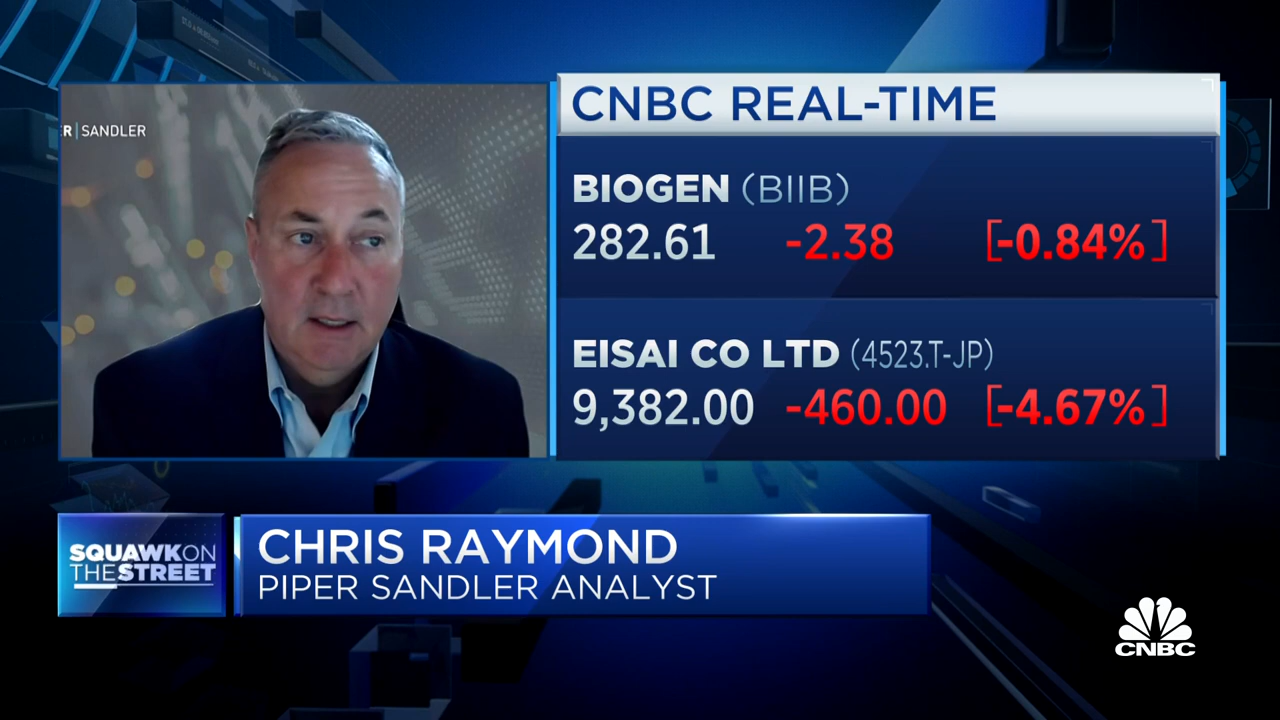 R | SANDLER
CNBC REAL-TIME
BIOGEN (BIIB)
282.61 -2.38 [-0.84%]
EISAI CO LTD (4523.T-JP)
9,382.00 -460.00 [-4.67%]
SQUAWK ON
THE STREET
CHRIS RAYMOND
PIPER SANDLER ANALYST
CNBC